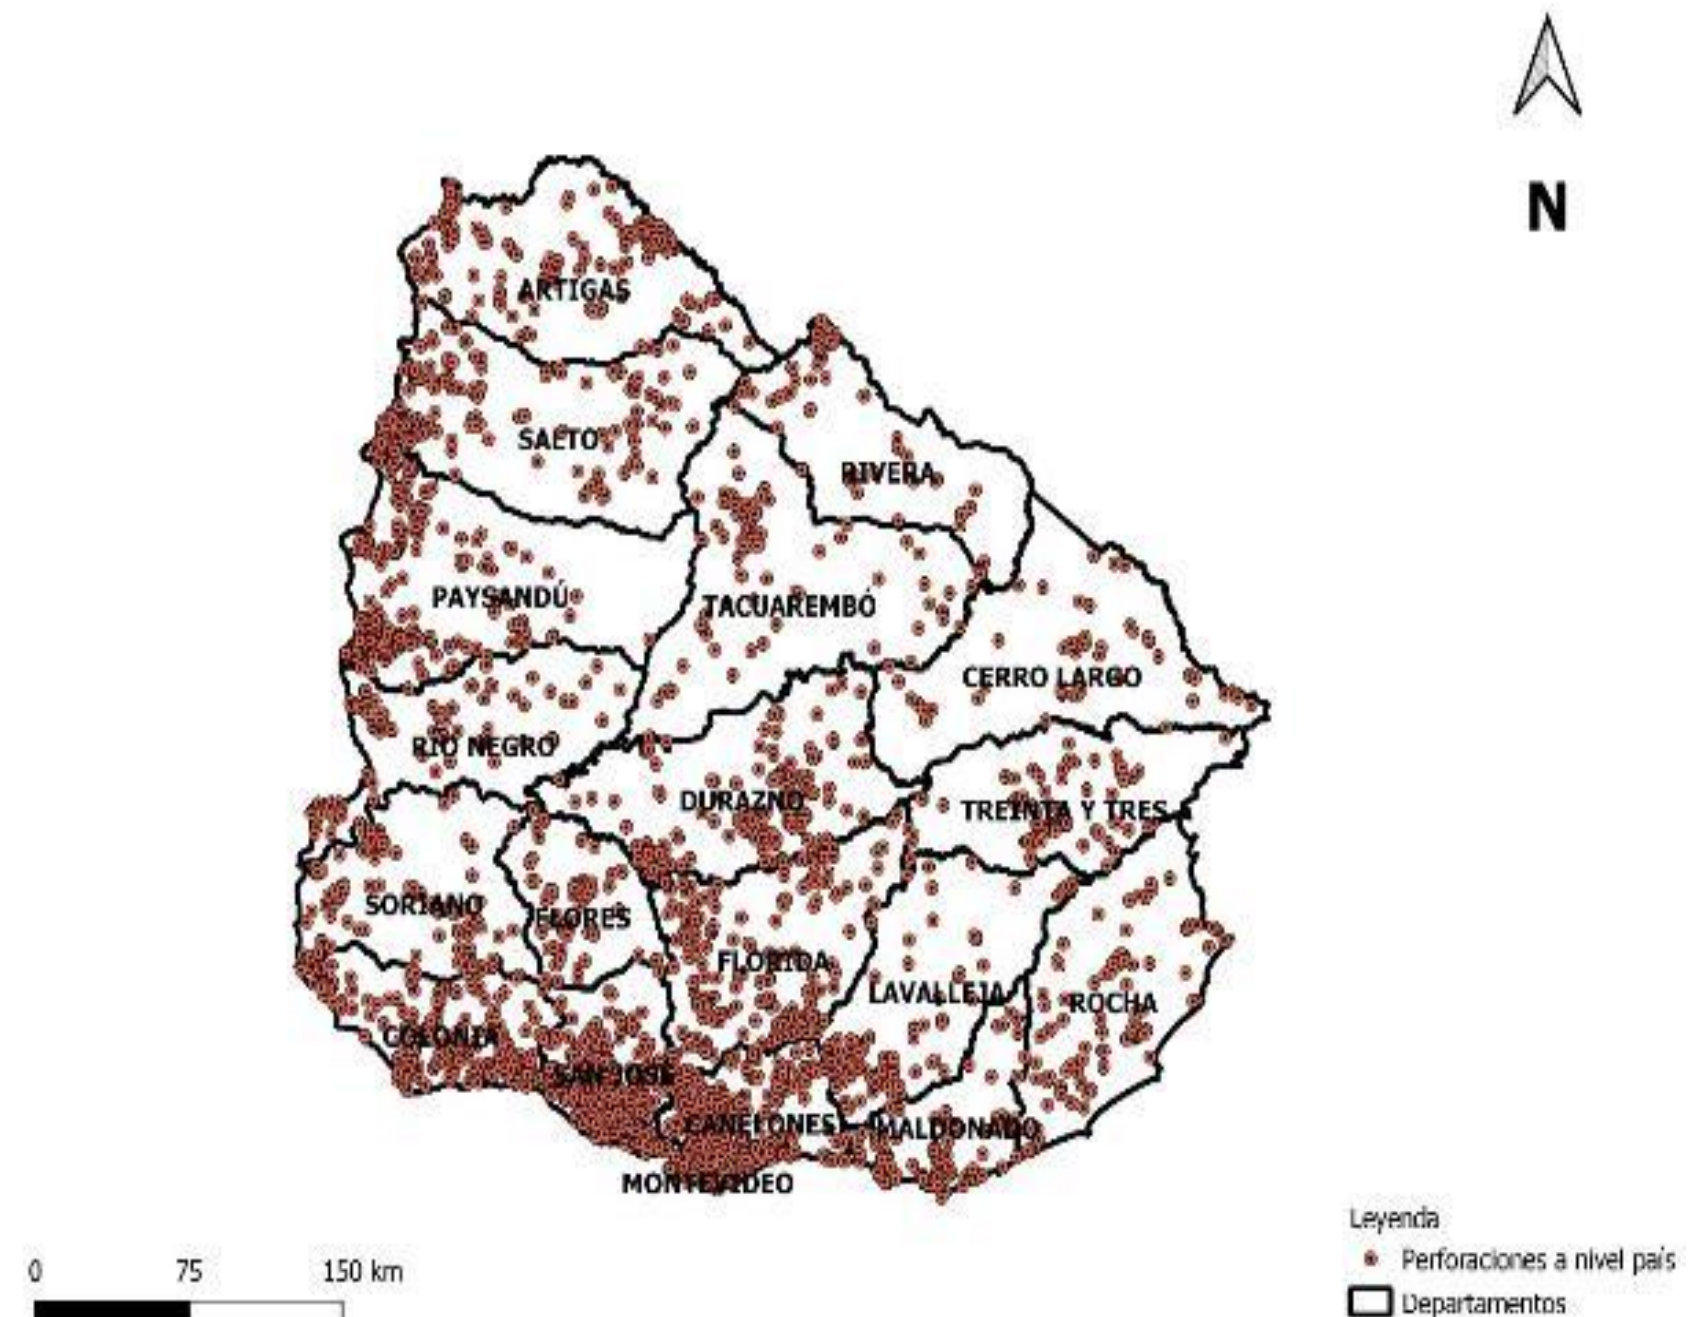 N
ARTIGAS
SALTO
RIVERA
PAYSANDÚ
TACUAREMBÓ
CERRO LARGO
RIO NEGRO
DURAZNO
TREINTA Y TRES
SORIANO
FLORES
FLORIDA
LAVALLEJA
ROCHA
COLONIA
SAN JOSE
CANELONES
MALDONADO
MONTEVIDEO
Leyenda
Perforaciones a nivel país
Departamentos
0 75 150 km